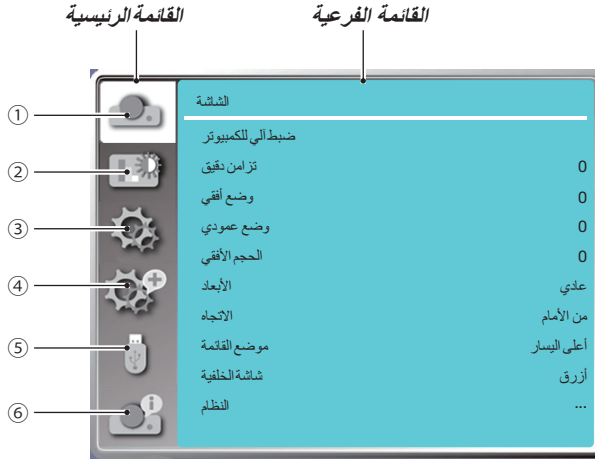 القائمة الرئيسية
القائمة الفرعية
① 
② 
③ 
④ 
⑤ 
⑥ 
الشاشة
ضبط آلي للكمبيوتر
تزامن دقيق 0
وضع أفقي 0
وضع عمودي 0
الحجم الأفقي 0
الأبعاد عادي
الاتجاه من الأمام
موضع القائمة أعلى اليسار
شاشة الخلفية أزرق
النظام ...